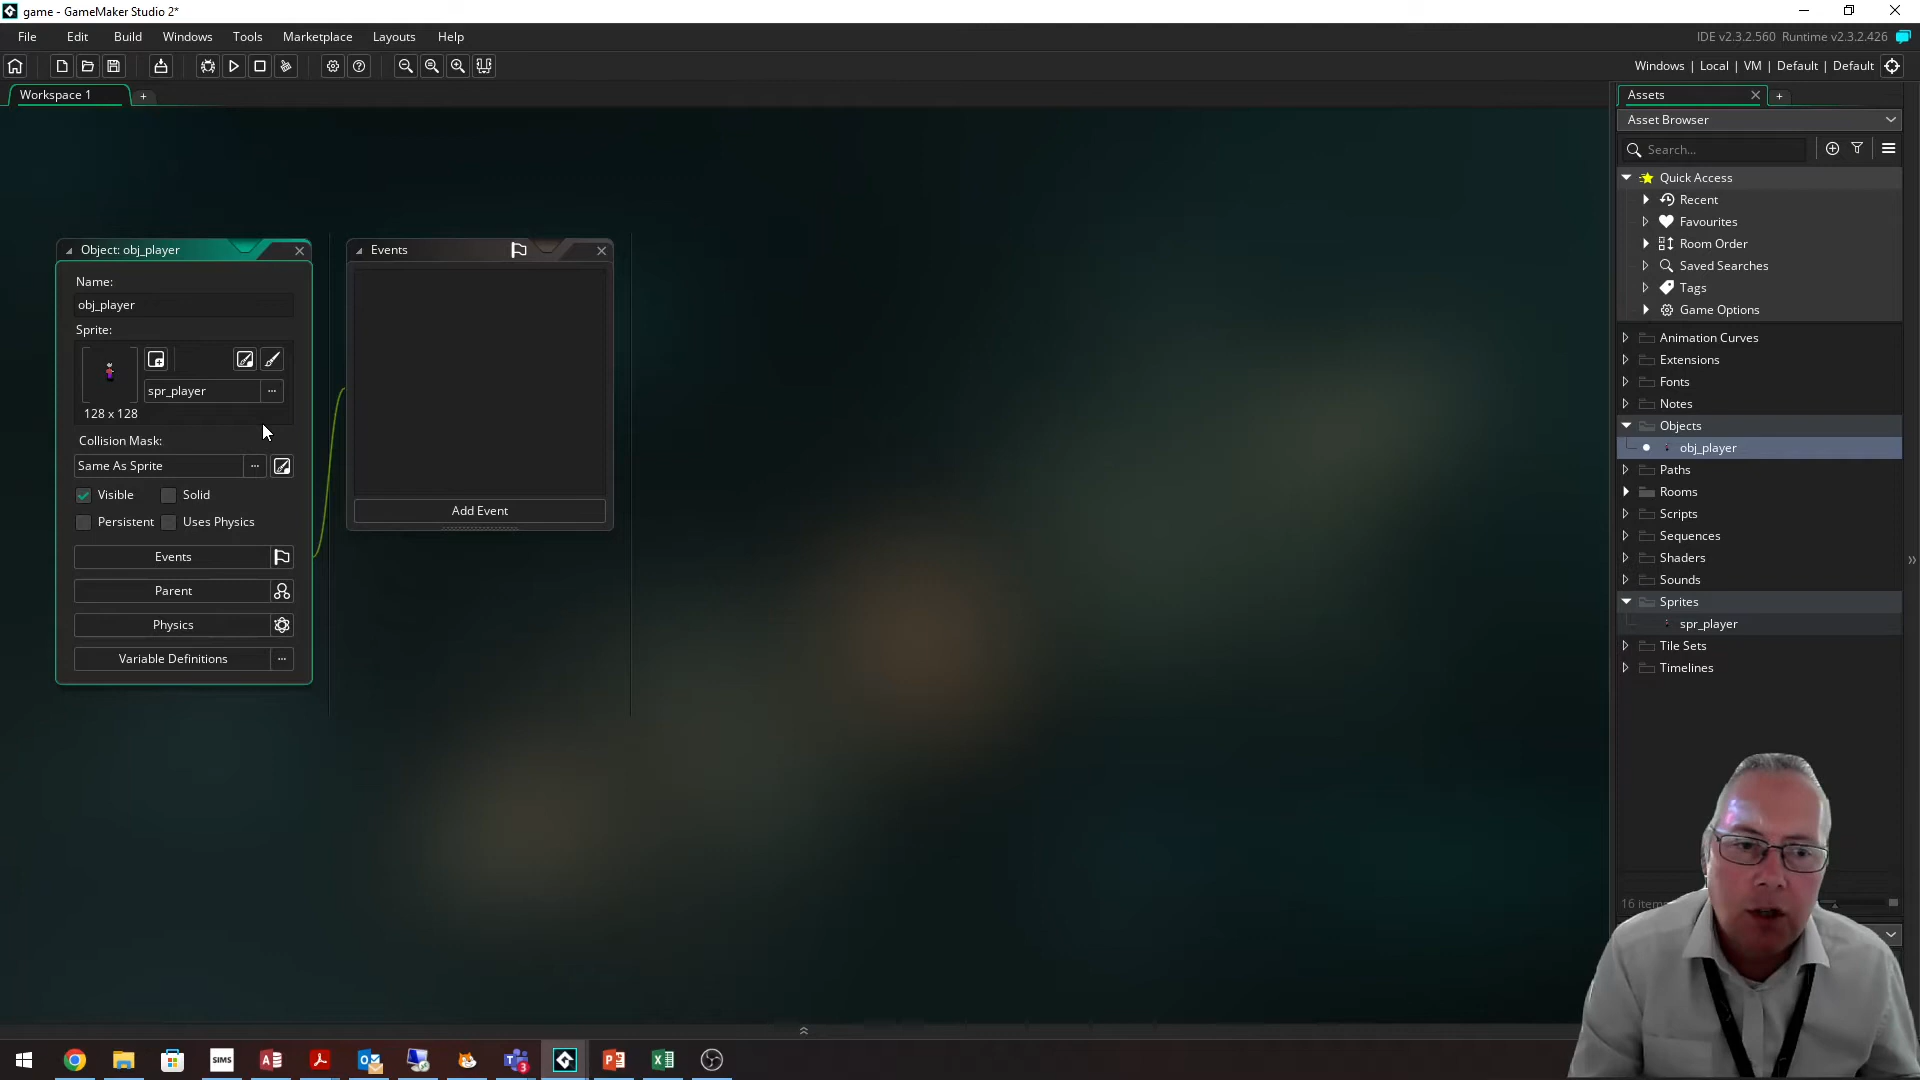 game - GameMaker Studio 2*
File Edit Build Windows Tools Marketplace Layouts Help
IDE v2.3.2.560 Runtime v2.3.2.426
Windows | Local | VM | Default | Default
Workspace 1
+
Assets
+
Asset Browser
Search...
Quick Access
Recent
Favourites
Room Order
Saved Searches
Tags
Game Options
Animation Curves
Extensions
Fonts
Notes
Objects
obj_player
Paths
Rooms
Scripts
Sequences
Shaders
Sounds
Sprites
spr_player
Tile Sets
Timelines
16 items
Object: obj_player
Name:
obj_player
Sprite:
spr_player
...
128 x 128
Collision Mask:
Same As Sprite
...
Visible
Solid
Persistent
Uses Physics
Events
Parent
Physics
Variable Definitions
...
Events
Add Event
SIMS
3